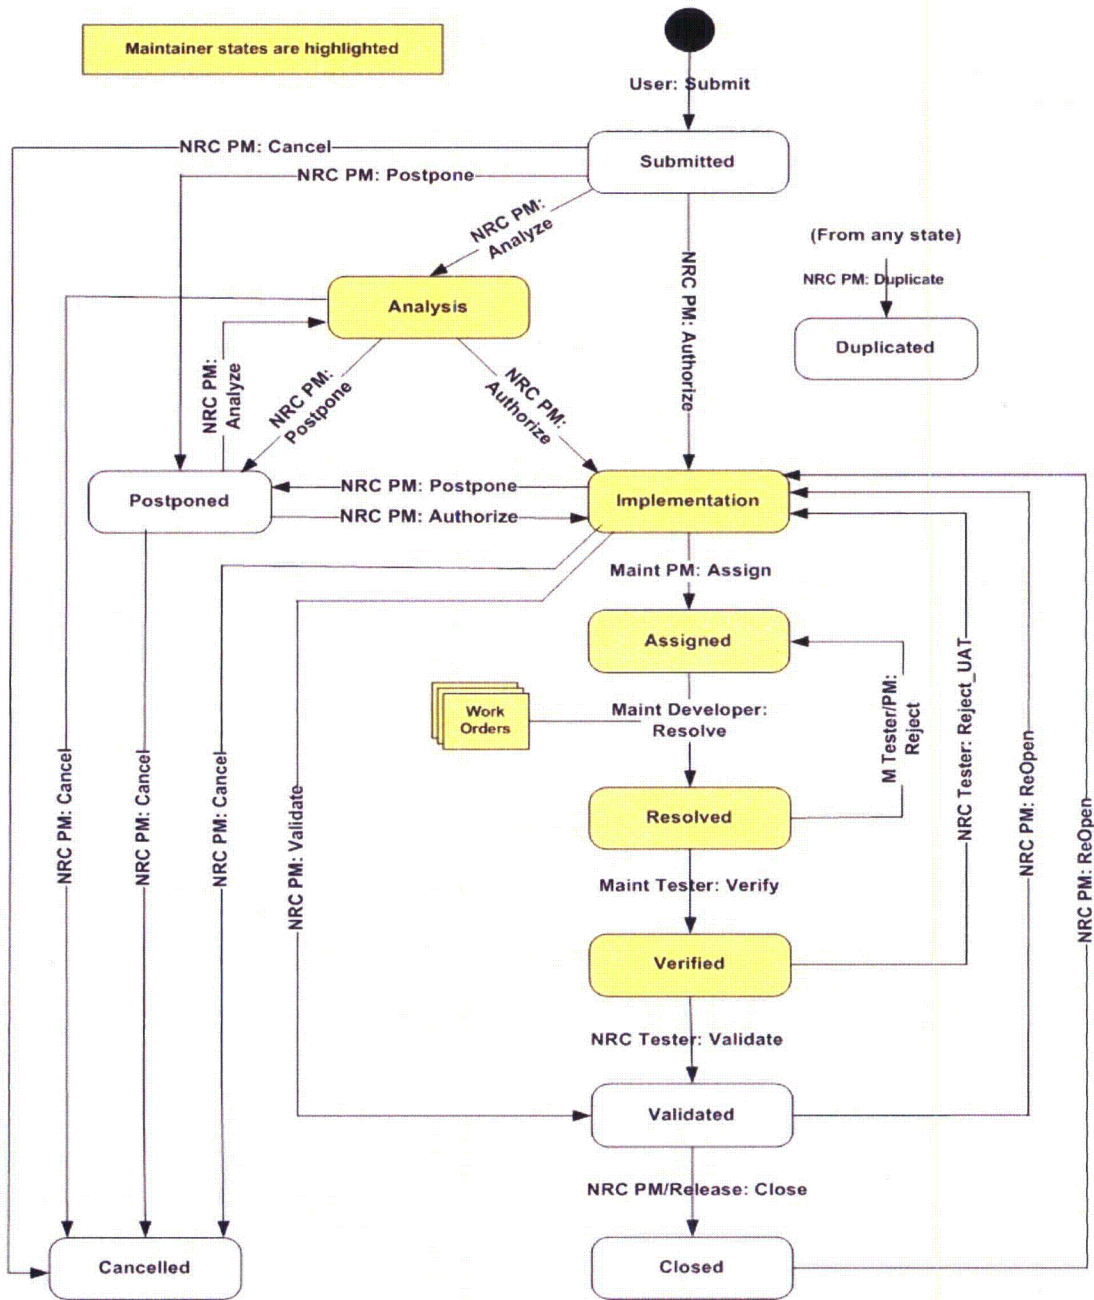 Maintainer states are highlighted
User: Submit
NRC PM: Cancel
Submitted
NRC PM: Postpone
NRC PM:
Analyze
NRC PM: Authorize
(From any state)
NRC PM: Duplicate
Duplicated
Analysis
NRC PM:
Analyze
NRC PM:
Postpone
NRC PM:
Authorize
Postponed
NRC PM: Postpone
NRC PM: Authorize
Implementation
Maint PM: Assign
Assigned
Work
Orders
Maint Developer:
Resolve
M Tester/PM:
Reject
NRC Tester: Reject_UAT
NRC PM: ReOpen
NRC PM: ReOpen
NRC PM: Cancel
NRC PM: Cancel
NRC PM: Cancel
NRC PM: Validate
Resolved
Maint Tester: Verify
Verified
NRC Tester: Validate
Validated
NRC PM/Release: Close
Cancelled
Closed